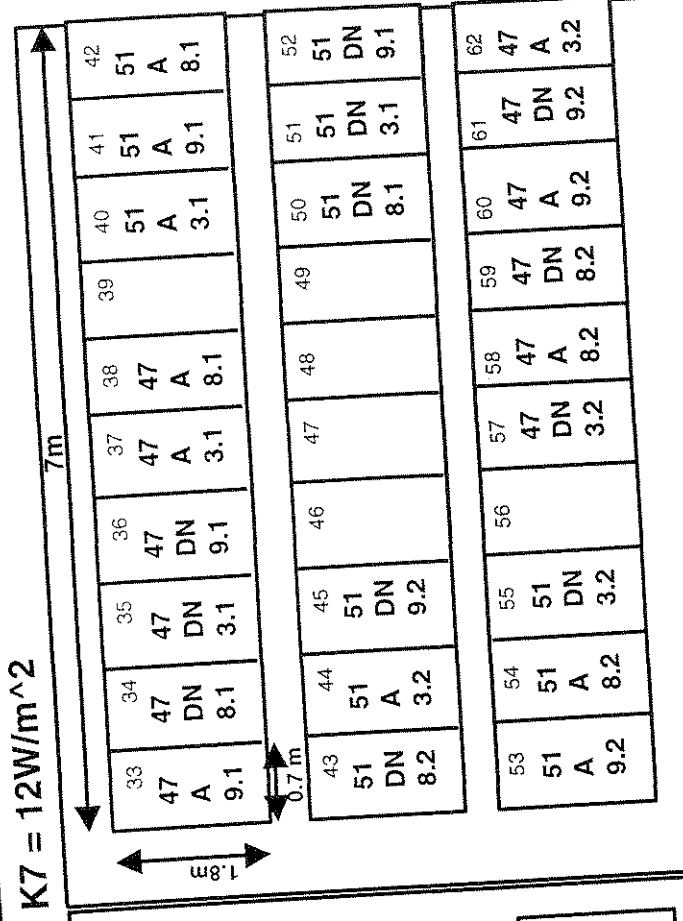 K7 = 12W/m^2
7m
1.8m
0.7 m
33
47
A
9.1
34
47
DN
8.1
35
47
DN
3.1
36
47
DN
9.1
37
47
A
3.1
38
47
A
8.1
39
40
51
A
3.1
41
51
A
9.1
42
51
A
8.1
43
51
DN
8.2
44
51
A
3.2
45
51
DN
9.2
46
47
48
49
50
51
DN
8.1
51
51
DN
3.1
52
51
DN
9.1
53
51
A
9.2
54
51
A
8.2
55
51
DN
3.2
56
57
47
DN
3.2
58
47
A
8.2
59
47
DN
8.2
60
47
A
9.2
61
47
DN
9.2
62
47
A
3.2